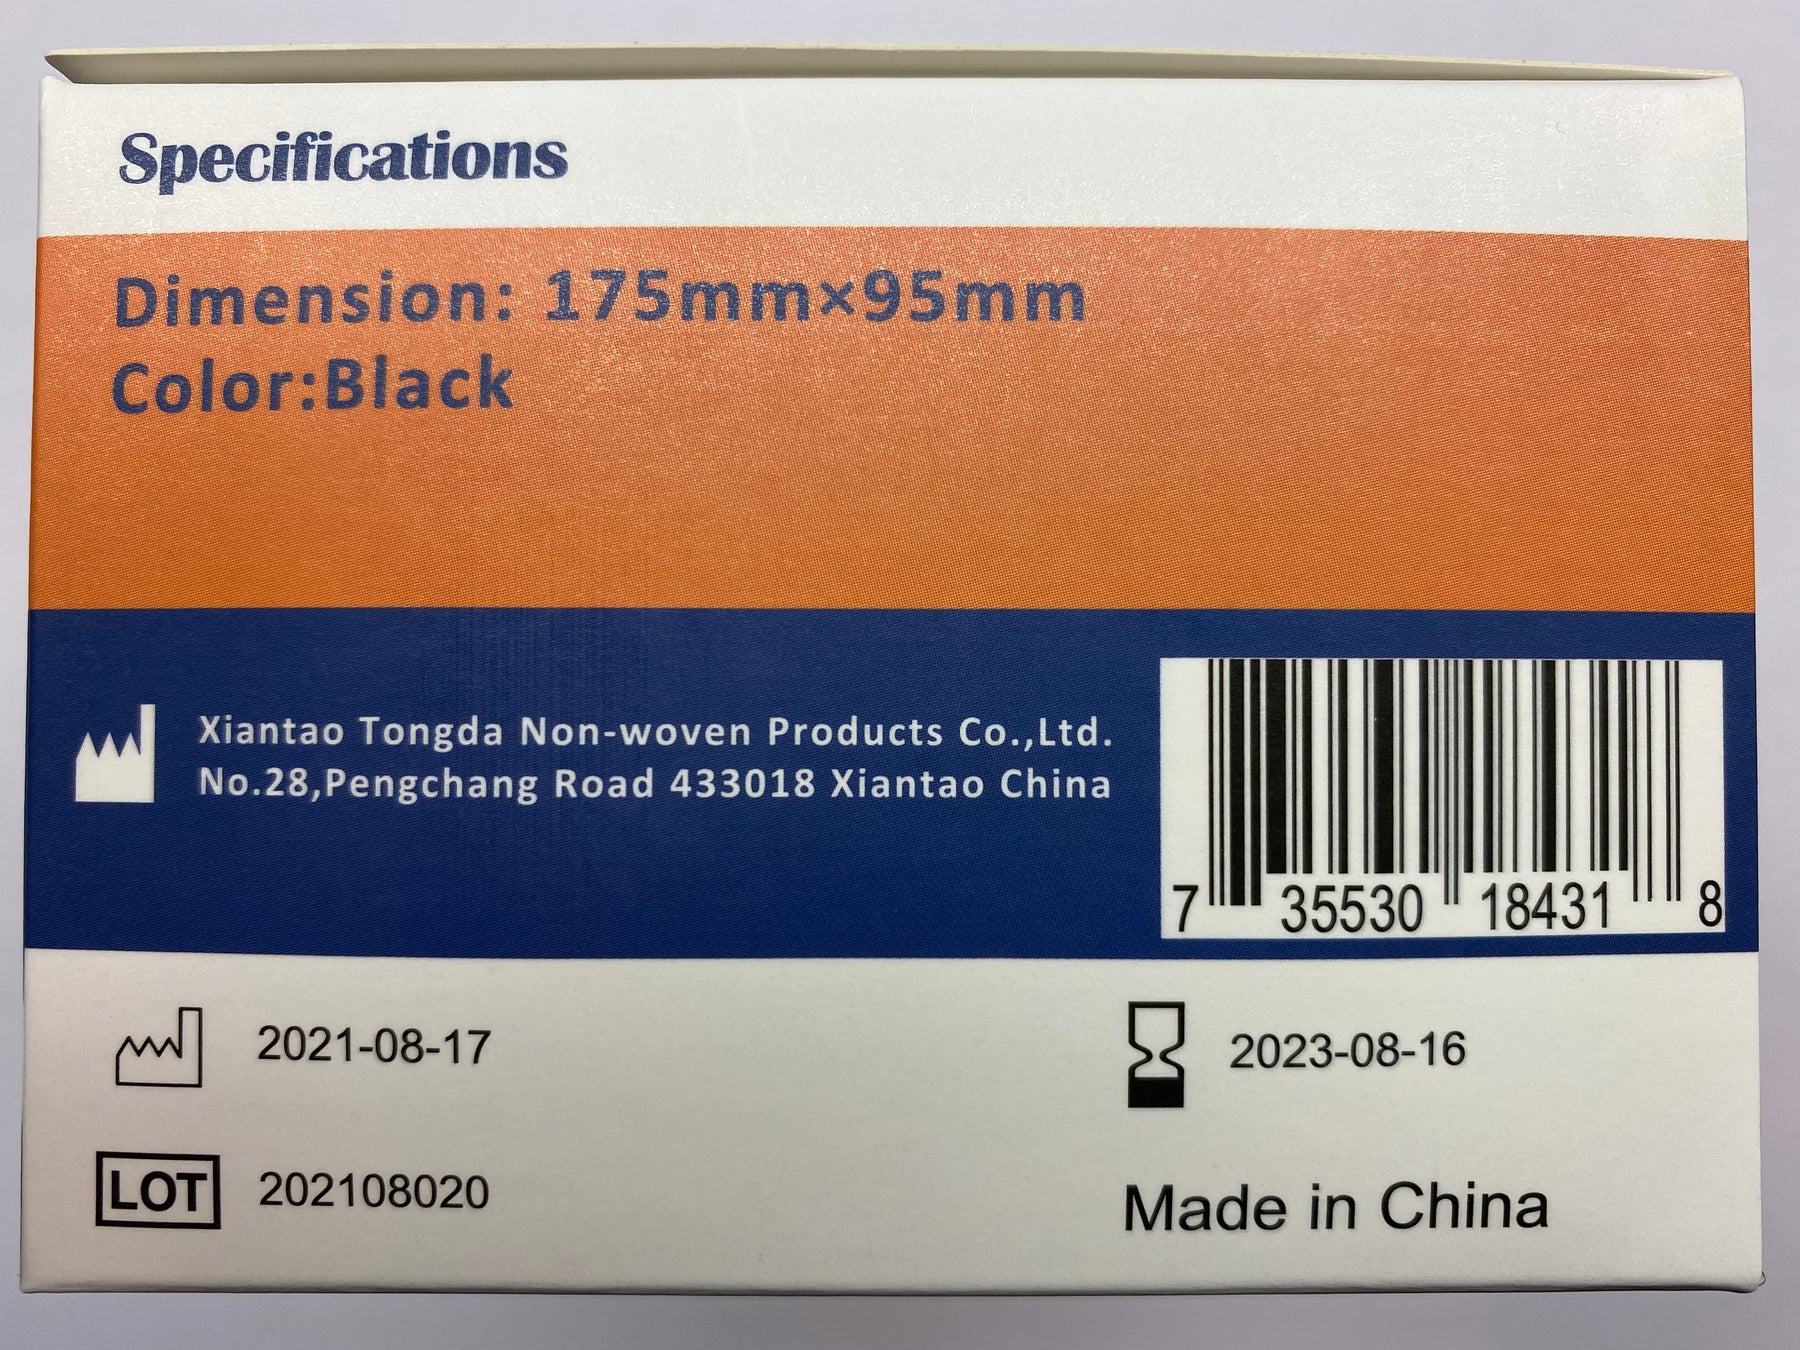 Specifications
Dimension: 175mm×95mm
Color:Black
Xiantao Tongda Non-woven Products Co.,Ltd.
No.28,Pengchang Road 433018 Xiantao China
7 35530 18431 8
2021-08-17
2023-08-16
LOT 202108020
Made in China